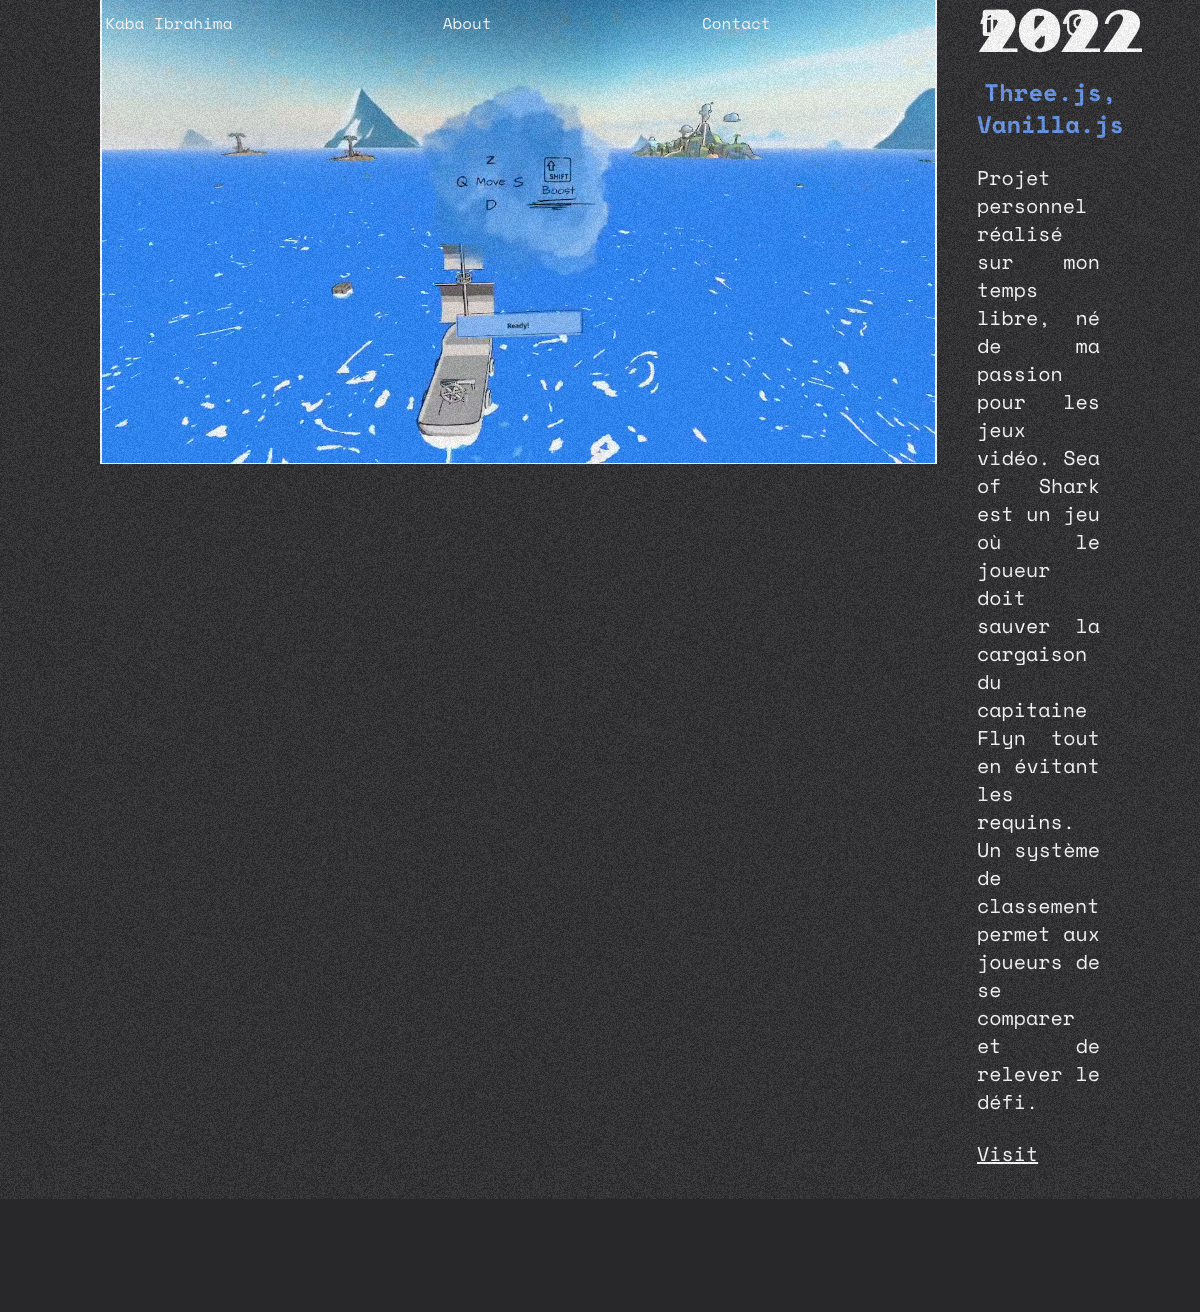 Kaba Ibrahima
About
Contact
2022
Three.js,
Vanilla.js
Z
Q Move S
D
SHIFT
Boost
Ready!
Projet
personnel
réalisé
sur mon
temps
libre, né
de ma
passion
pour les
jeux
vidéo. Sea
of Shark
est un jeu
où le
joueur
doit
sauver la
cargaison
du
capitaine
Flyn tout
en évitant
les
requins.
Un système
de
classement
permet aux
joueurs de
se
comparer
et de
relever le
défi.
Visit